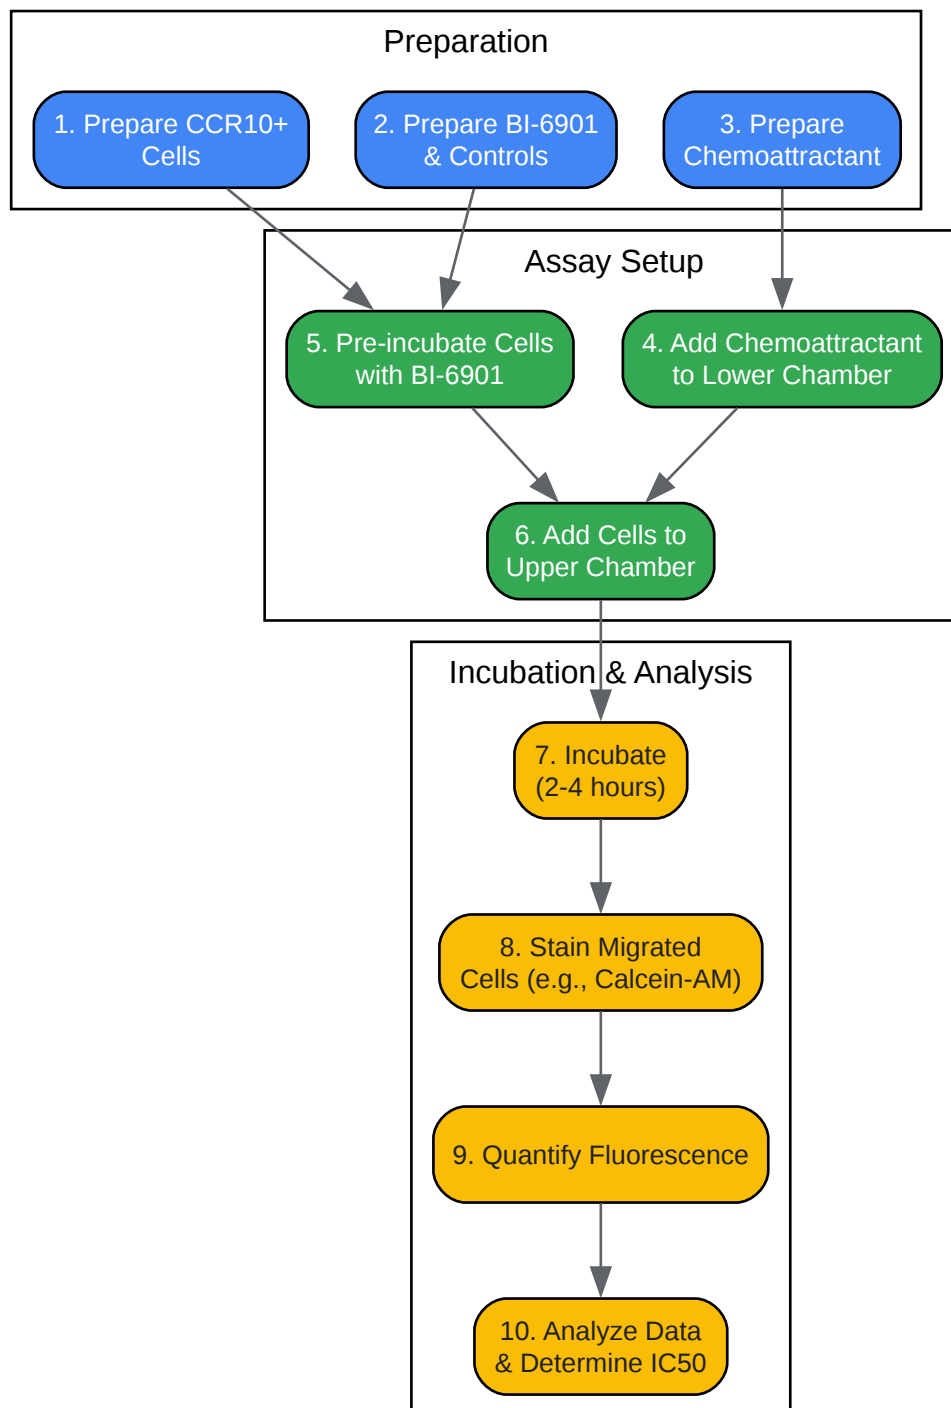 Preparation
1. Prepare CCR10+
Cells
2. Prepare BI-6901
& Controls
3. Prepare
Chemoattractant
Assay Setup
5. Pre-incubate Cells
with BI-6901
4. Add Chemoattractant
to Lower Chamber
6. Add Cells to
Upper Chamber
Incubation & Analysis
7. Incubate
(2-4 hours)
8. Stain Migrated
Cells (e.g., Calcein-AM)
9. Quantify Fluorescence
10. Analyze Data
& Determine IC50